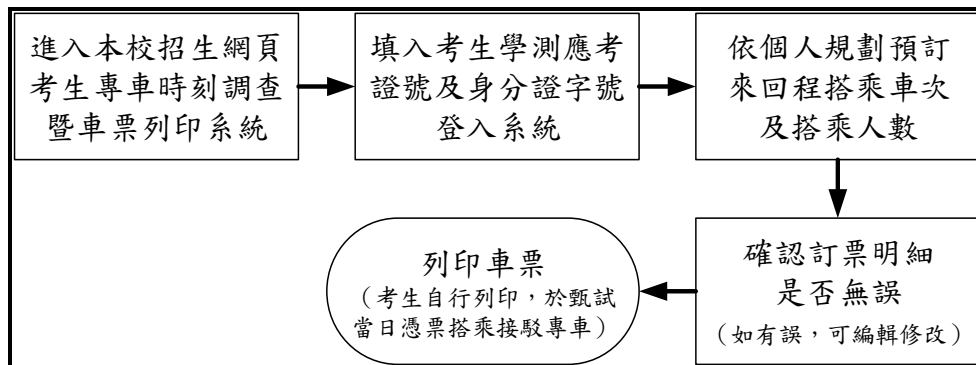 進入本校招生網頁
考生專車時刻調查
暨車票列印系統
填入考生學測應考
證號及身分證字號
登入系統
依個人規劃預訂
來回程搭乘車次
及搭乘人數
確認訂票明細
是否無誤
（如有誤，可編輯修改）
列印車票
（考生自行列印，於甄試
當日憑票搭乘接駁專車）